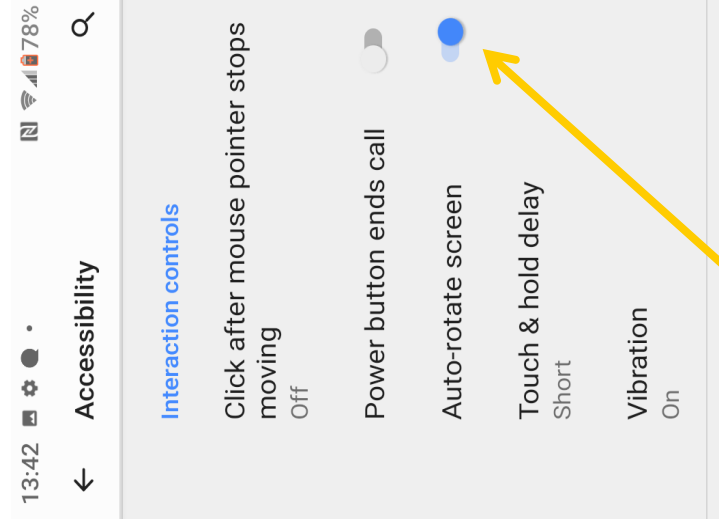 13:42 78%
Accessibility
Interaction controls
Click after mouse pointer stops
moving
Off
Power button ends call
Auto-rotate screen
Touch & hold delay
Short
Vibration
On